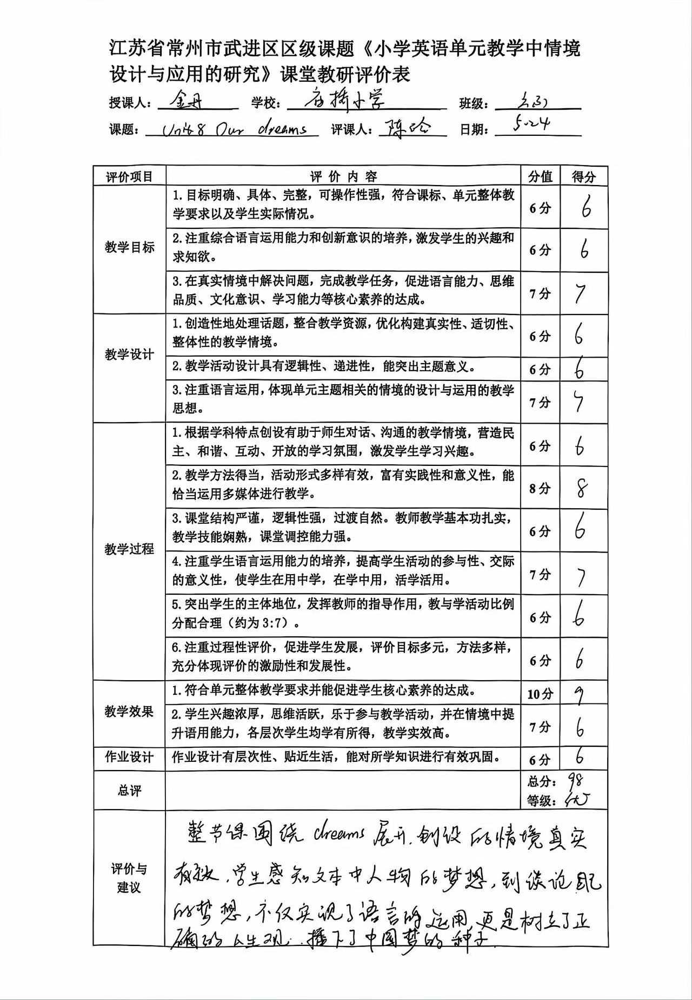 江苏省常州市武进区区级课题《小学英语单元教学中情境
设计与应用的研究》课堂教研评价表
授课人：金丹 学校：庙桥小学 班级：
课题：Unit8 Our dreams 评课人：陈玲 日期：5.24
评价项目 评价内容 分值 得分
教学目标
1.目标明确、具体、完整，可操作性强，符合课标、单元整体教
学要求以及学生实际情况。
6分 6
2.注重综合语言运用能力和创新意识的培养，激发学生的兴趣和
求知欲。
6分 6
3.在真实情境中解决问题，完成教学任务，促进语言能力、思维
品质、文化意识、学习能力等核心素养的达成。
7分 7
教学设计
1.创造性地处理话题，整合教学资源，优化构建真实性、适切性、
整体性的教学情境。
6分 6
2.教学活动设计具有逻辑性、递进性，能突出主题意义。
6分 6
3.注重语言运用，体现单元主题相关的情境的设计与运用的教学
思想。
7分 7
教学过程
1.根据学科特点创设有助于师生对话、沟通的教学情境，营造民
主、和谐、互动、开放的学习氛围，激发学生学习兴趣。
6分 6
2.教学方法得当，活动形式多样有效，富有实践性和意义性，能
恰当运用多媒体进行教学。
8分 8
3.课堂结构严谨，逻辑性强，过渡自然。教师教学基本功扎实，
教学技能娴熟，课堂调控能力强。
6分 6
4.注重学生语言运用能力的培养，提高学生活动的参与性、交际
的意义性，使学生在用中学，在学中用，活学活用。
7分 7
5.突出学生的主体地位，发挥教师的指导作用，教与学活动比例
分配合理（约为3:7）。
6分 6
6.注重过程性评价，促进学生发展，评价目标多元，方法多样，
充分体现评价的激励性和发展性。
6分 6
教学效果
1.符合单元整体教学要求并能促进学生核心素养的达成。
10分 9
2.学生兴趣浓厚，思维活跃，乐于参与教学活动，并在情境中提
升语用能力，各层次学生均学有所得，教学实效高。
7分 6
作业设计 作业设计有层次性、贴近生活，能对所学知识进行有效巩固。 6分 6
总评
总分：98
等级：优
评价与
建议
整节课围绕dreams展开，创设的情境真实
有效，学生感知文本中人物的梦想，到谈论自己
的梦想，不仅实现了语言的运用，更是树立了正
确的人生观，播下了中国梦的种子.